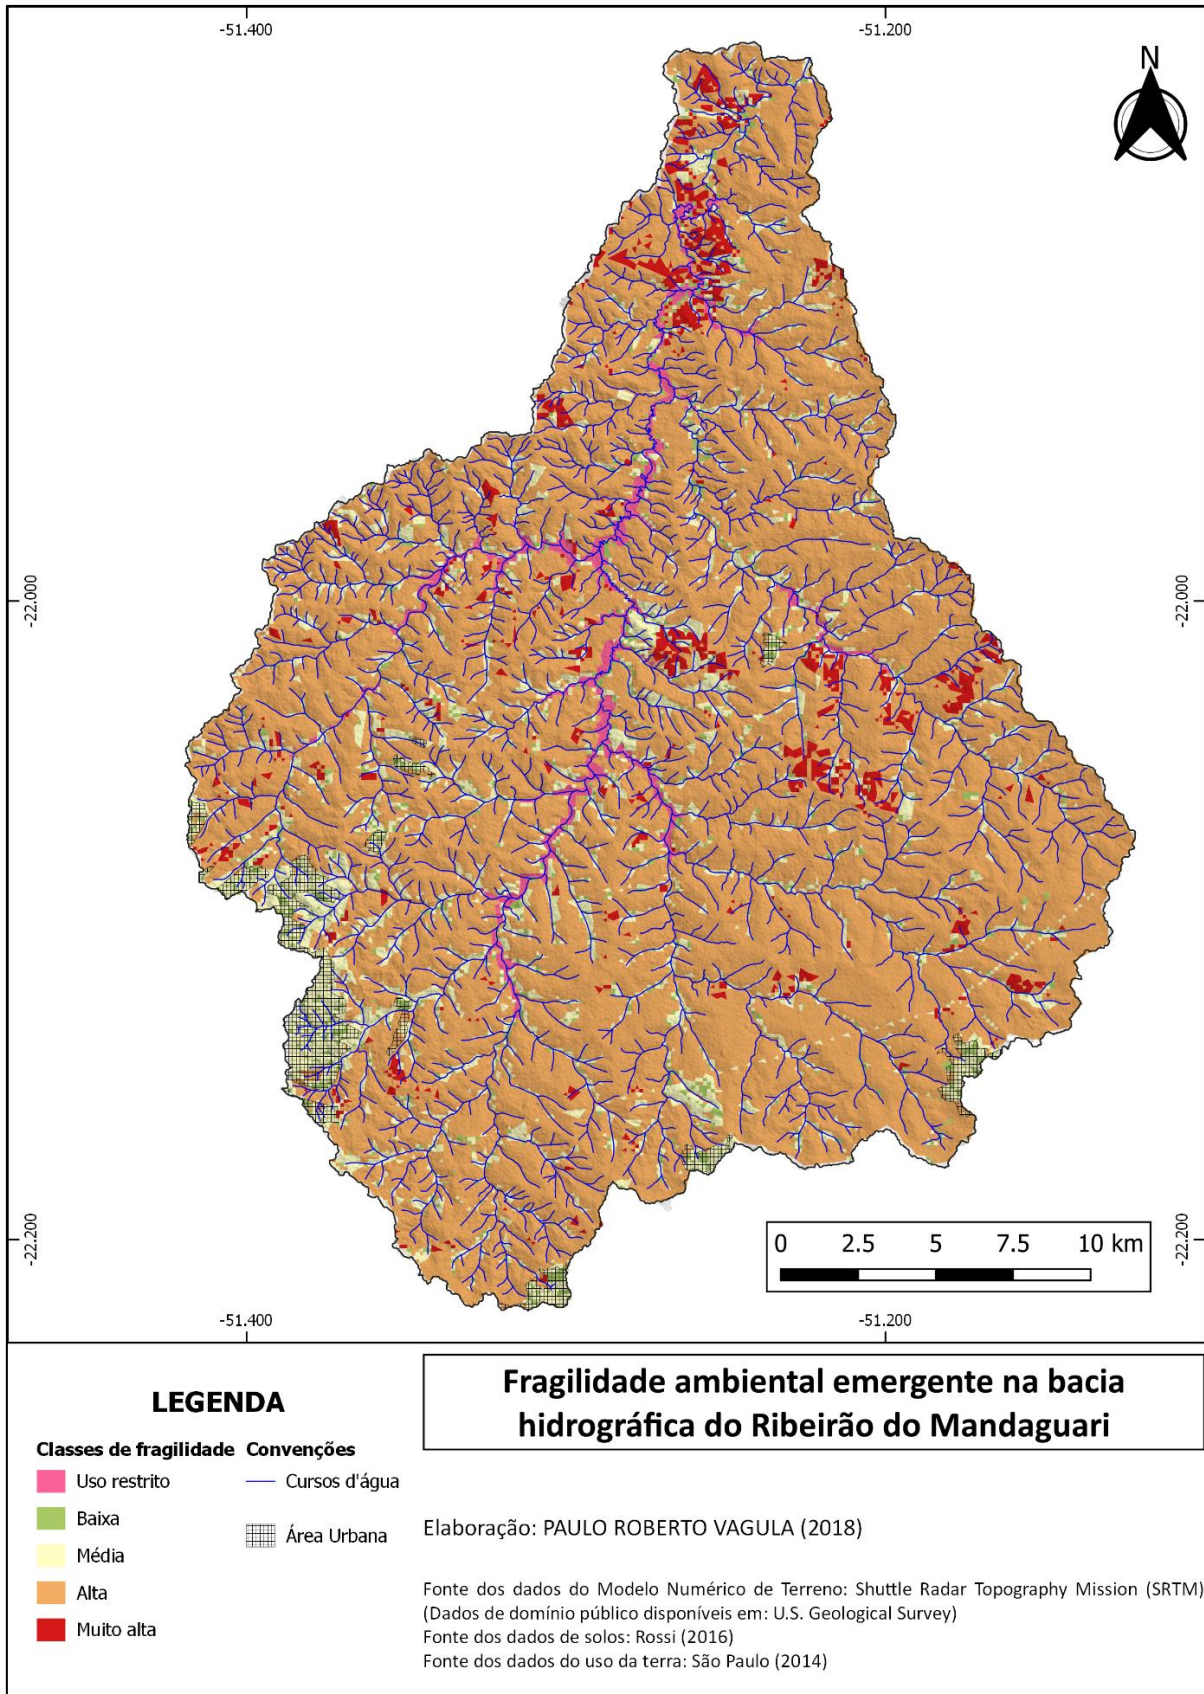 -51.400
-51.200
N
-22.000
-22.000
-22.200
-22.200
0 2.5 5 7.5 10 km
-51.400
-51.200
LEGENDA
Classes de fragilidade
Uso restrito
Baixa
Média
Alta
Muito alta
Convenções
Cursos d'água
Área Urbana
Fragilidade ambiental emergente na bacia
hidrográfica do Ribeirão do Mandaguari
Elaboração: PAULO ROBERTO VAGULA (2018)
Fonte dos dados do Modelo Numérico de Terreno: Shuttle Radar Topography Mission (SRTM)
(Dados de domínio público disponíveis em: U.S. Geological Survey)
Fonte dos dados de solos: Rossi (2016)
Fonte dos dados do uso da terra: São Paulo (2014)